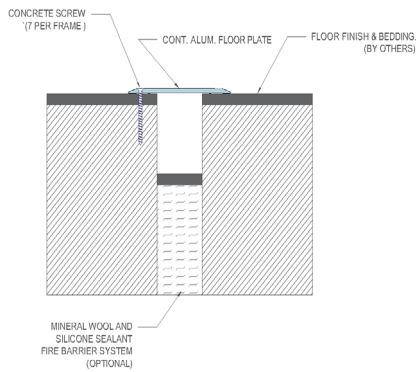 CONCRETE SCREW
`(7 PER FRAME )
CONT. ALUM. FLOOR PLATE
FLOOR FINISH & BEDDING.
(BY OTHERS)
MINERAL WOOL AND
SILICONE SEALANT
FIRE BARRIER SYSTEM
(OPTIONAL)